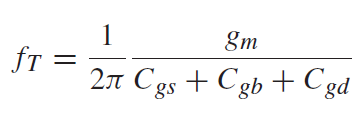 f_T = \frac{1}{2\pi} \frac{g_m}{C_{gs} + C_{gb} + C_{gd}}